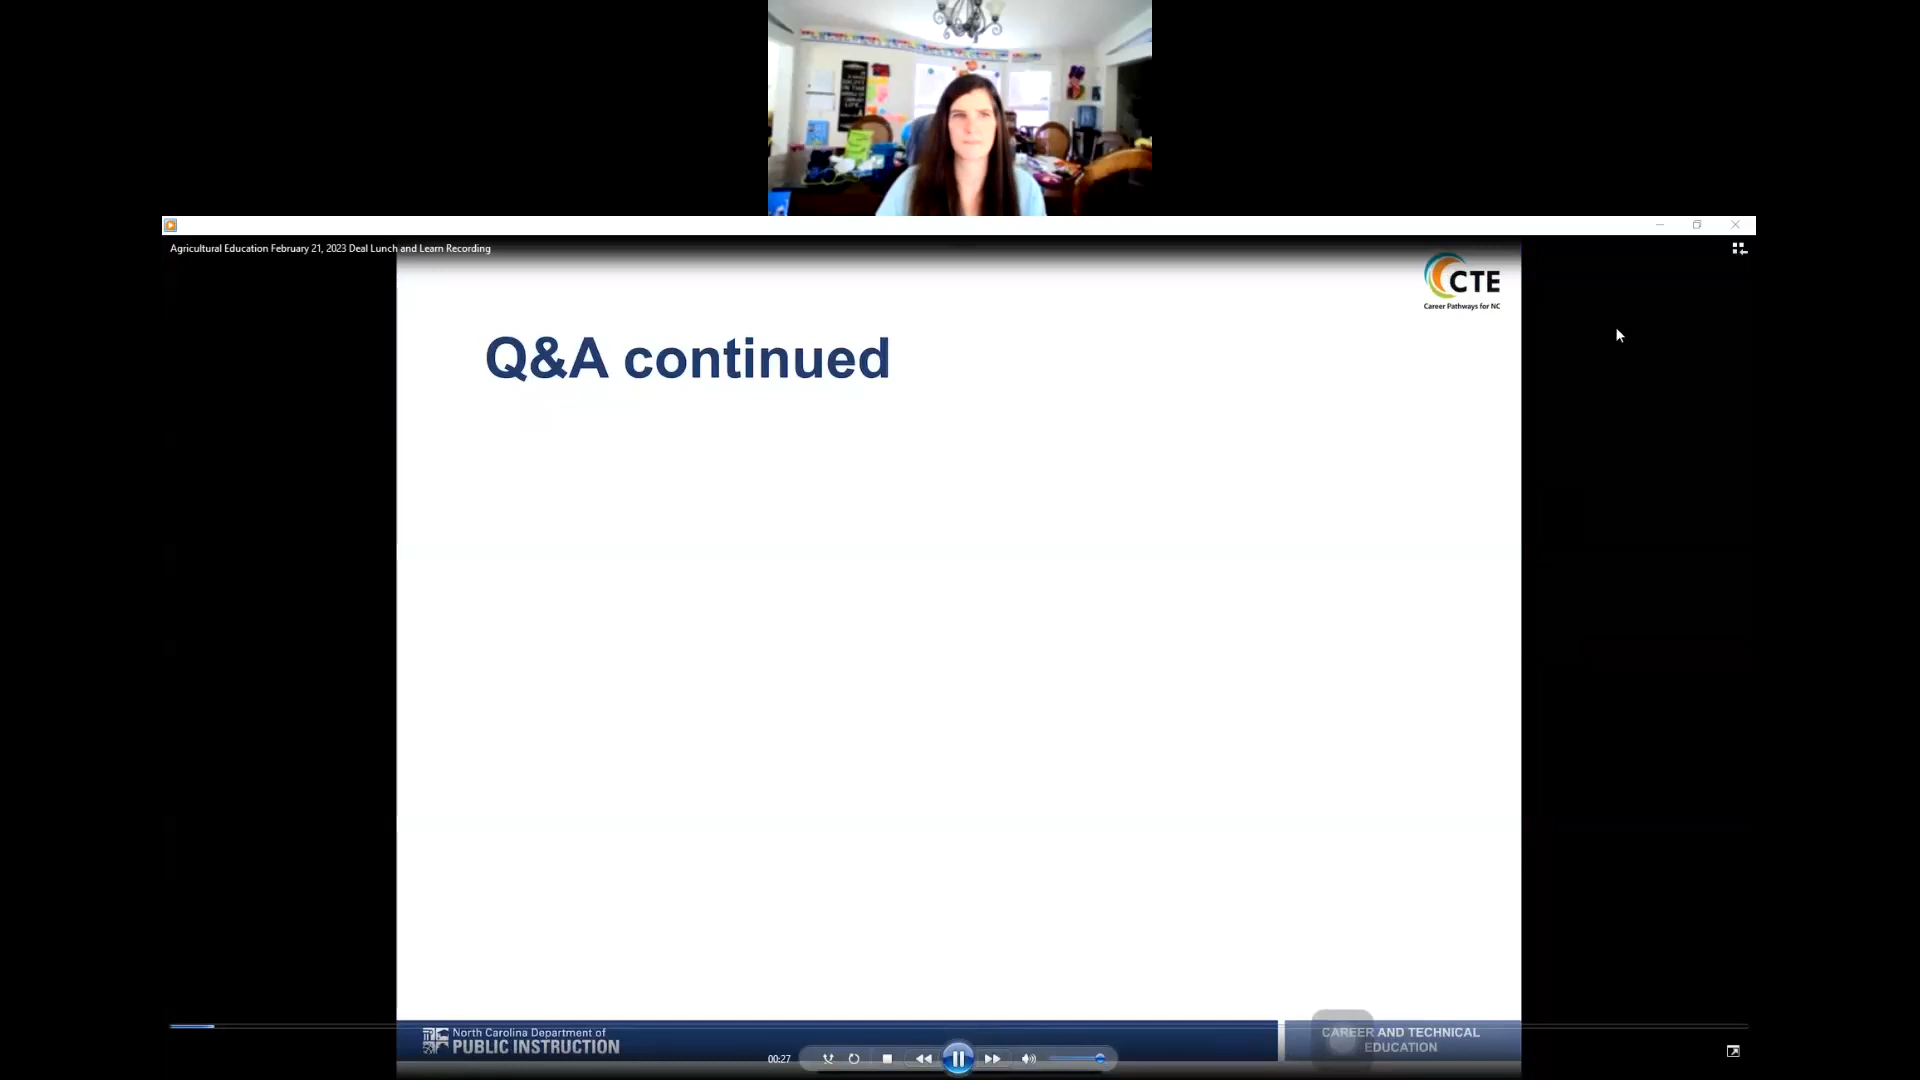 Agricultural Education February 21, 2023 Deal Lunch and Learn Recording
CTE
Career Pathways for NC
Q&A continued
North Carolina Department of
PUBLIC INSTRUCTION
CAREER AND TECHNICAL
EDUCATION
00:27